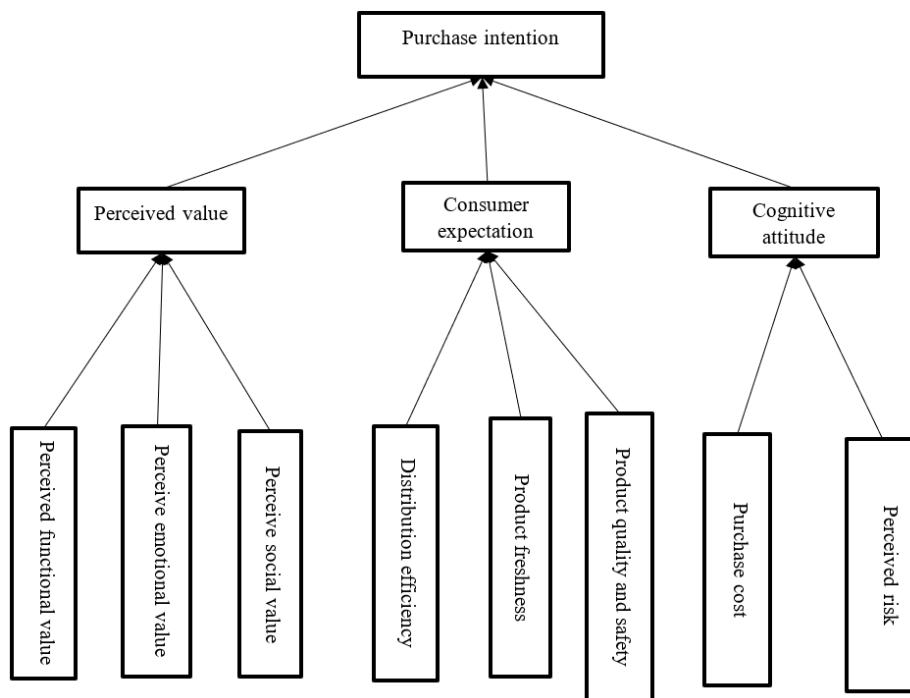 Purchase intention
Perceived value
Consumer
expectation
Cognitive
attitude
Perceived functional value
Perceive emotional value
Perceive social value
Distribution efficiency
Product freshness
Product quality and safety
Purchase cost
Perceived risk